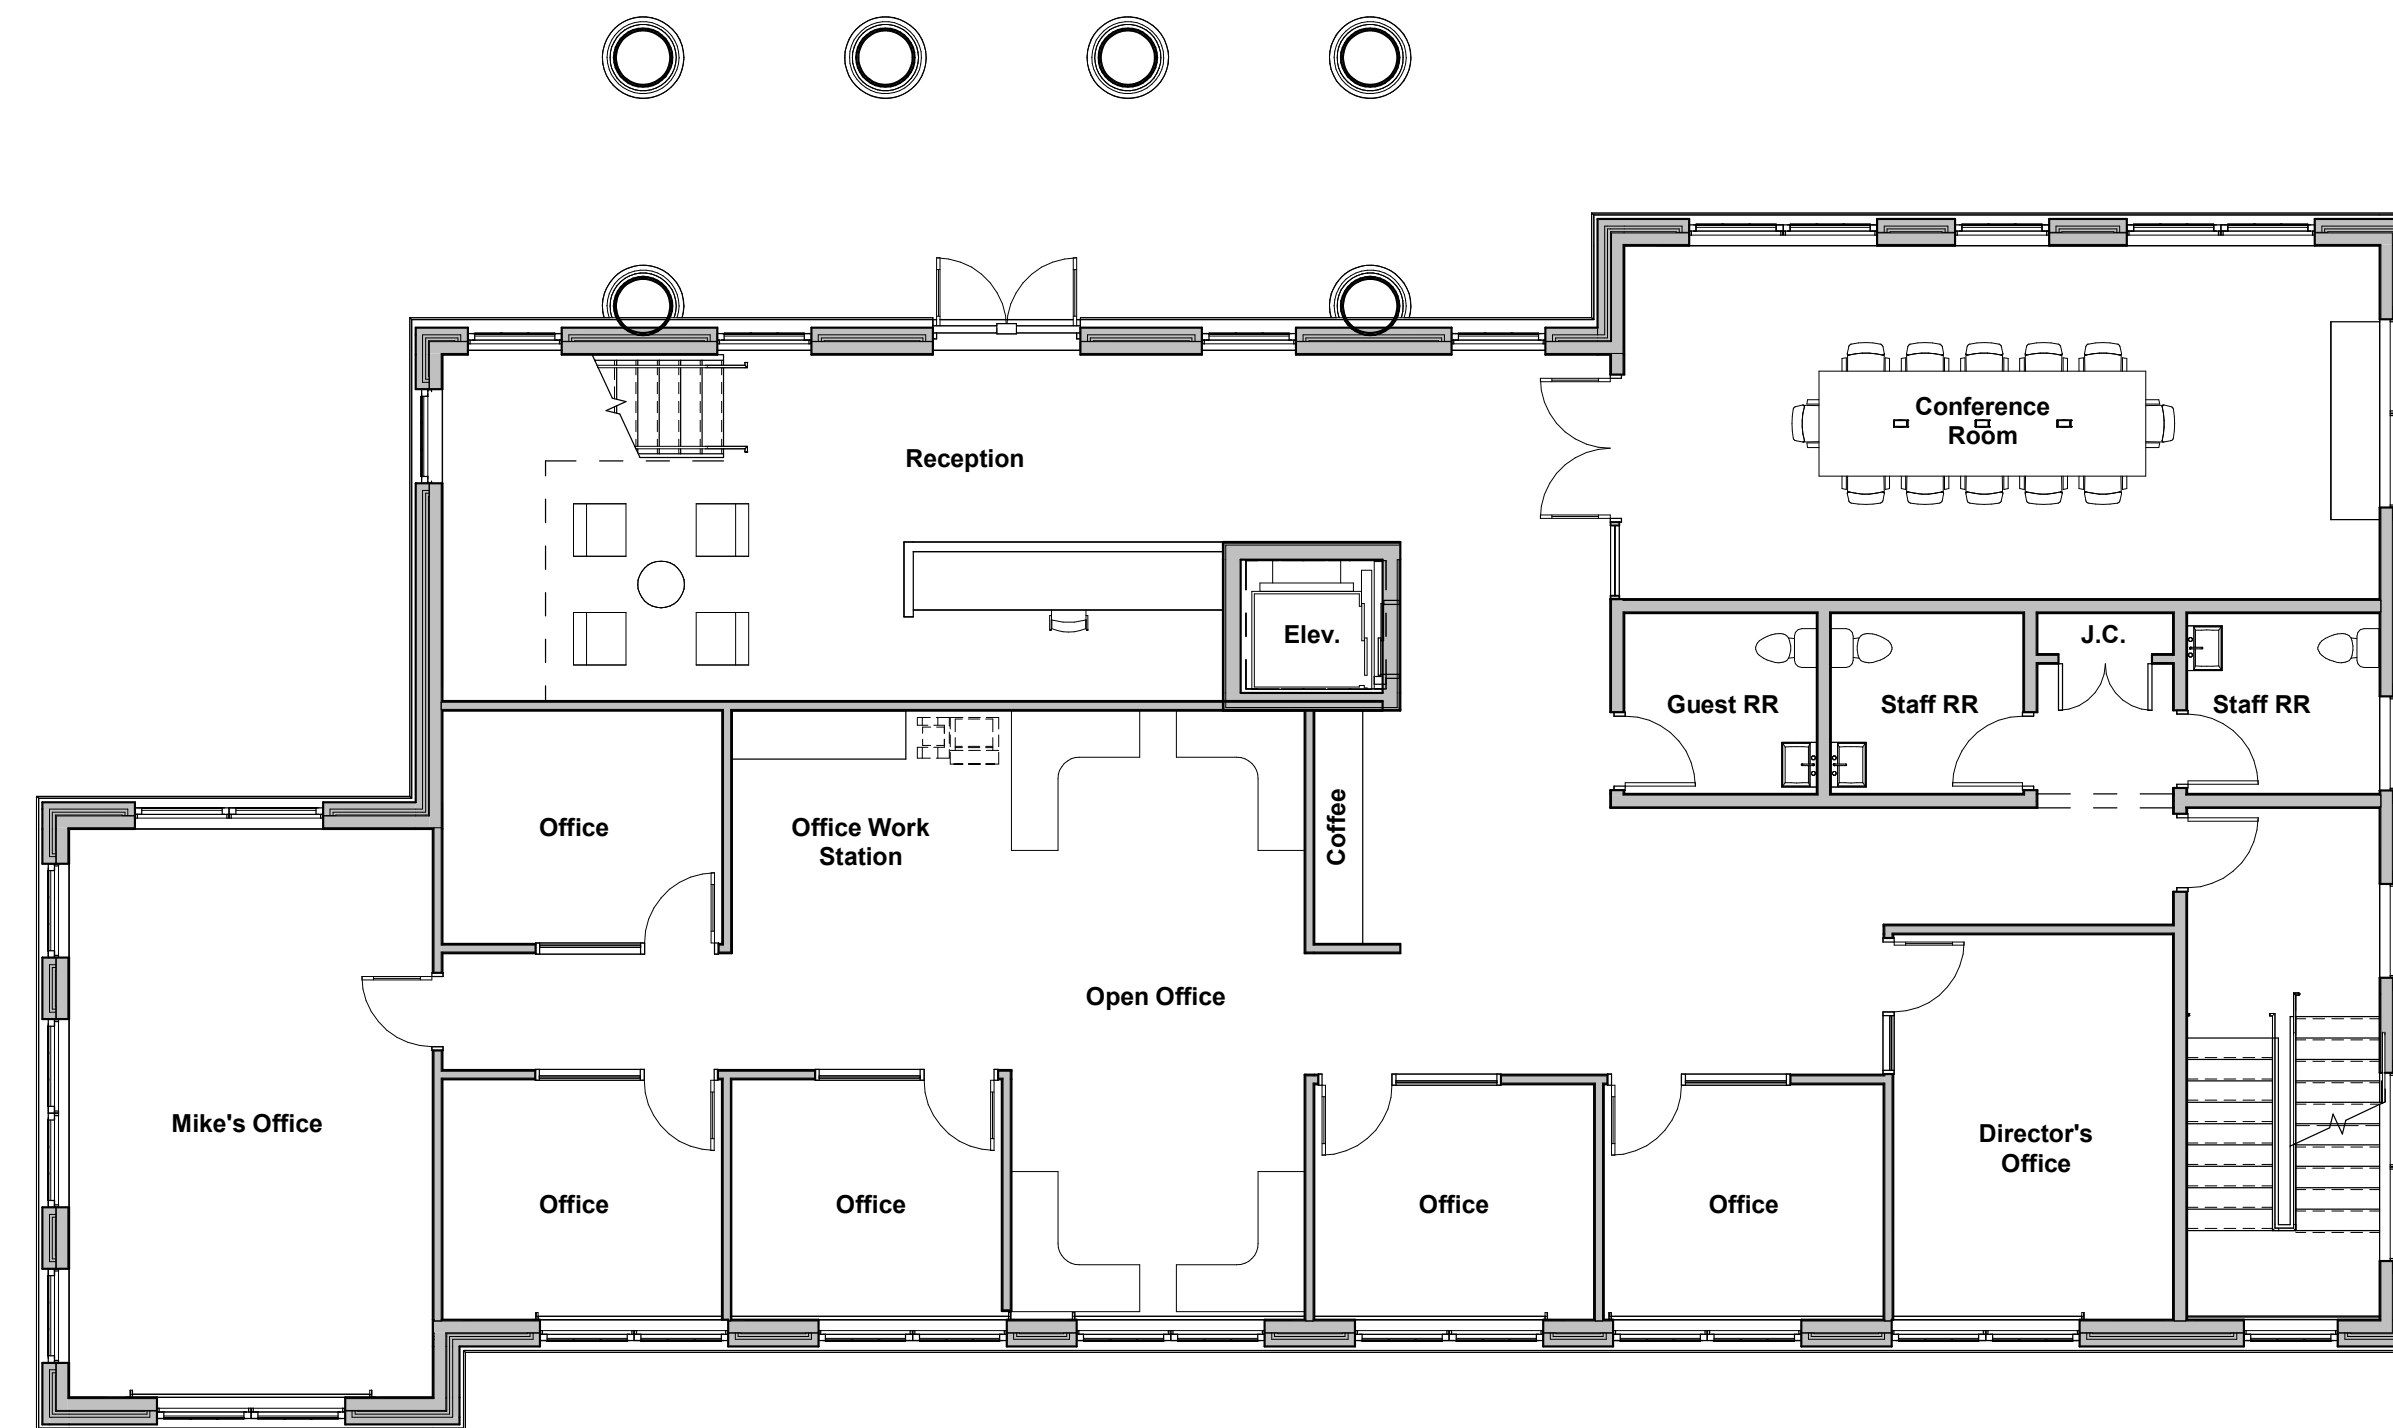 Conference
Room
Reception
Elev.
J.C.
Guest RR
Staff RR
Staff RR
Office
Office Work
Station
Coffee
Open Office
Mike's Office
Director's
Office
Office
Office
Office
Office